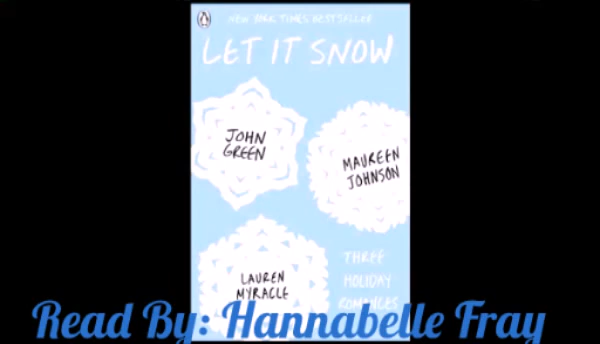 NEW YORK TIMES BESTSELLER
LET IT SNOW
JOHN
GREEN
MAUREEN
JOHNSON
LAUREN
MYRACLE
THREE
HOLIDAY
ROMANCES
Read By: Hannabelle Fray